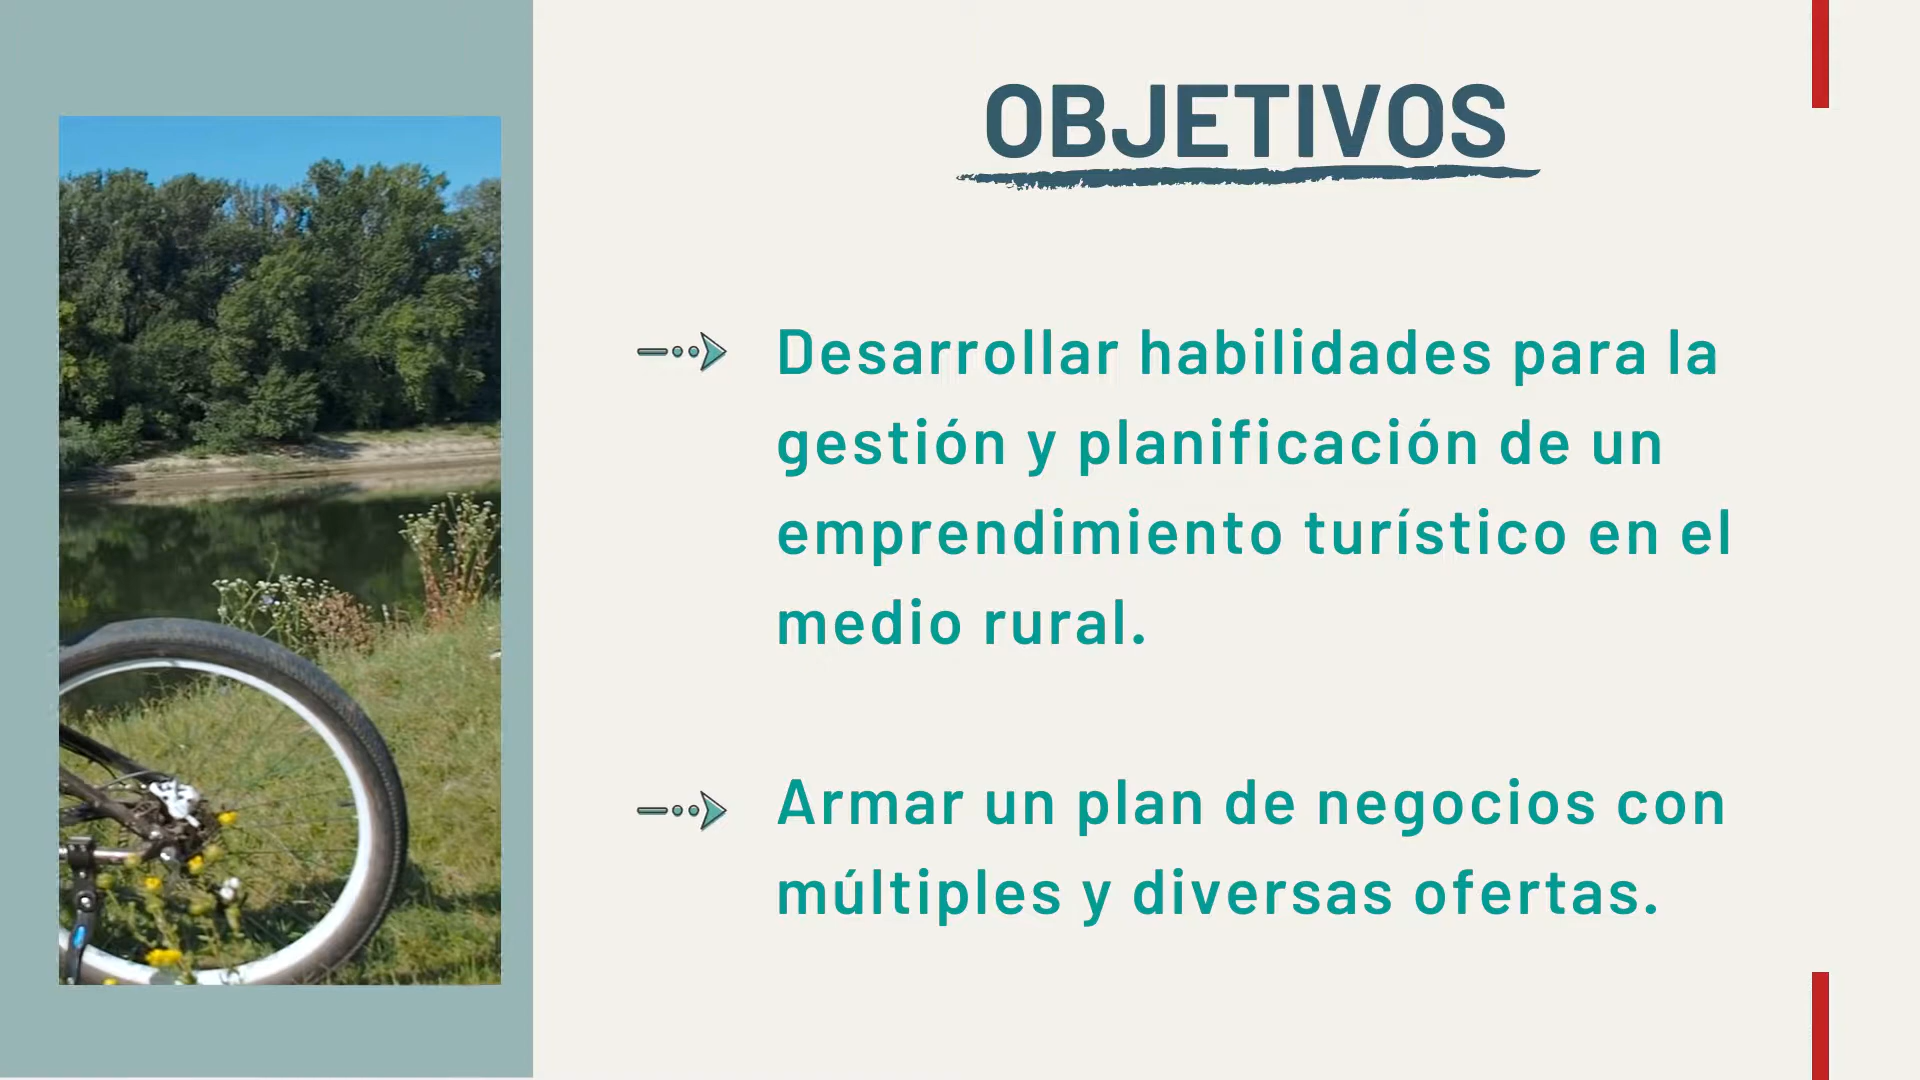 OBJETIVOS
Desarrollar habilidades para la
gestión y planificación de un
emprendimiento turístico en el
medio rural.
Armar un plan de negocios con
múltiples y diversas ofertas.